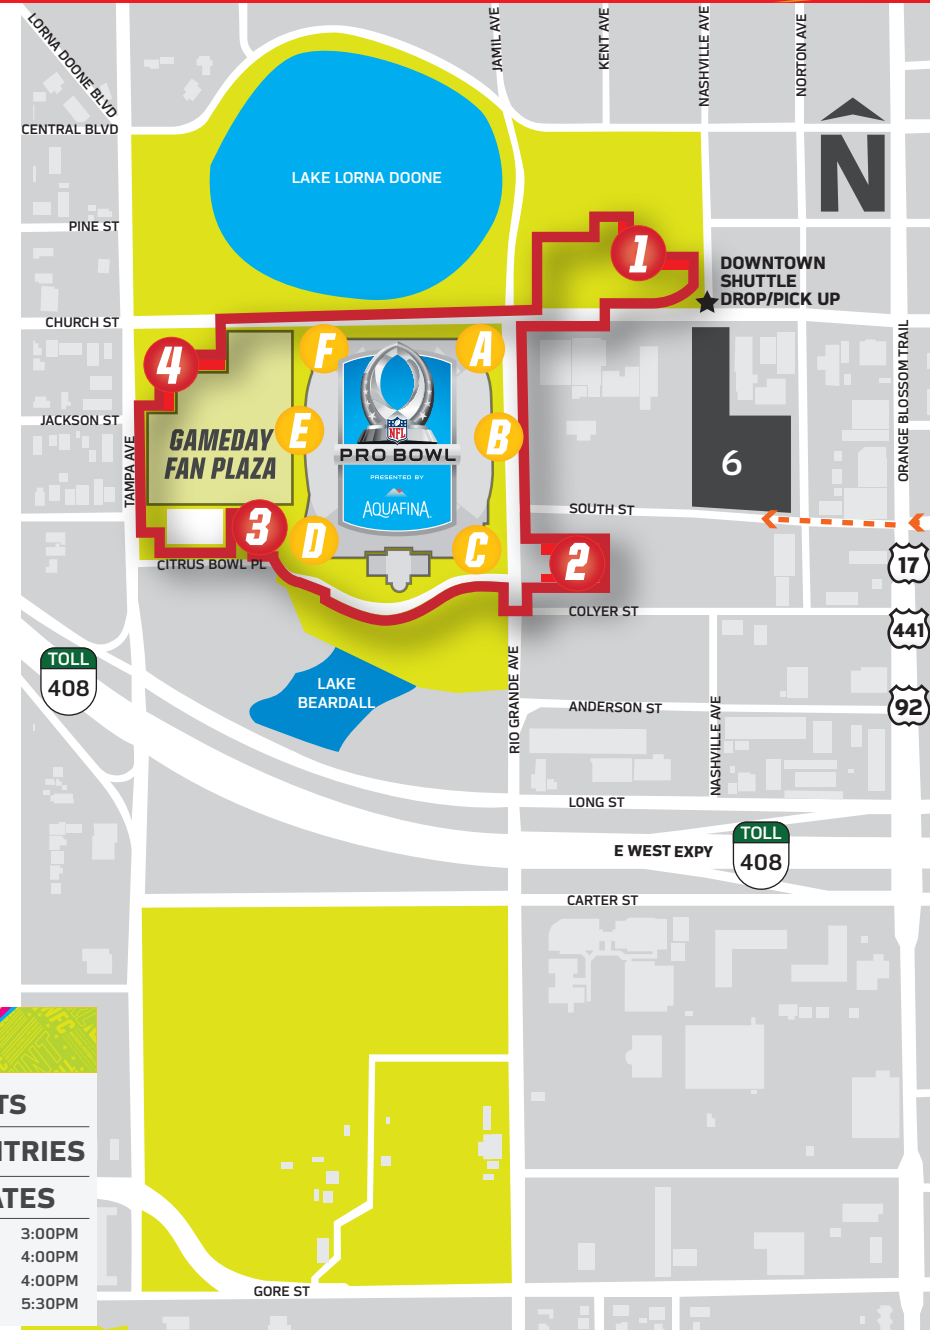 LORNA DOONE BLVD
JAMIL AVE
KENT AVE
NASHVILLE AVE
NORTON AVE
CENTRAL BLVD
N
LAKE LORNA DOONE
PINE ST
1
DOWNTOWN
SHUTTLE
DROP/PICK UP
CHURCH ST
4
F
A
ORANGE BLOSSOM TRAIL
JACKSON ST
TAMPA AVE
GAMEDAY
FAN PLAZA
E
NFL
PRO BOWL
PRESENTED BY
AQUAFINA
B
6
SOUTH ST
3
D
C
2
CITRUS BOWL PL
17
COLYER ST
441
TOLL
408
LAKE
BEARDALL
RIO GRANDE AVE
ANDERSON ST
NASHVILLE AVE
92
LONG ST
E WEST EXPY
TOLL
408
CARTER ST
TS
NTRIES
ATES
3:00PM
4:00PM
4:00PM
5:30PM
GORE ST